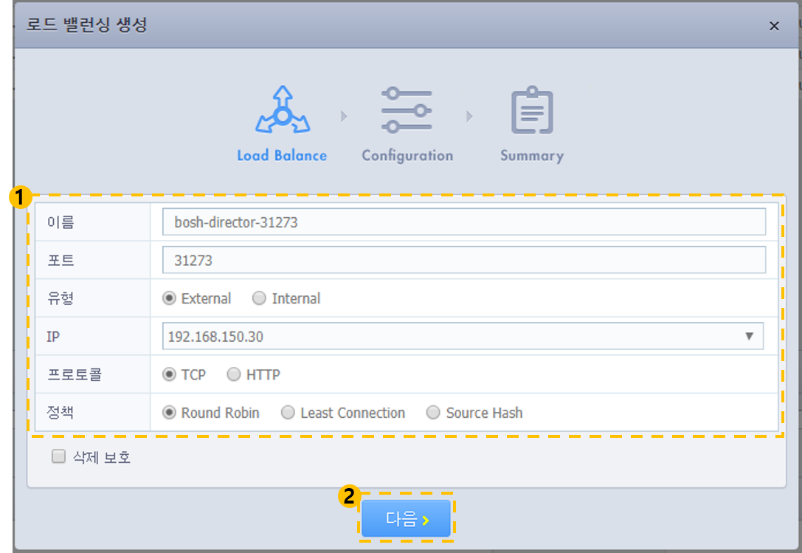 로드 밸런싱 생성 ×
Load Balance Configuration Summary
1
이름 bosh-director-31273
포트 31273
유형 External Internal
IP 192.168.150.30
프로토콜 TCP HTTP
정책 Round Robin Least Connection Source Hash
삭제 보호
2
다음 >